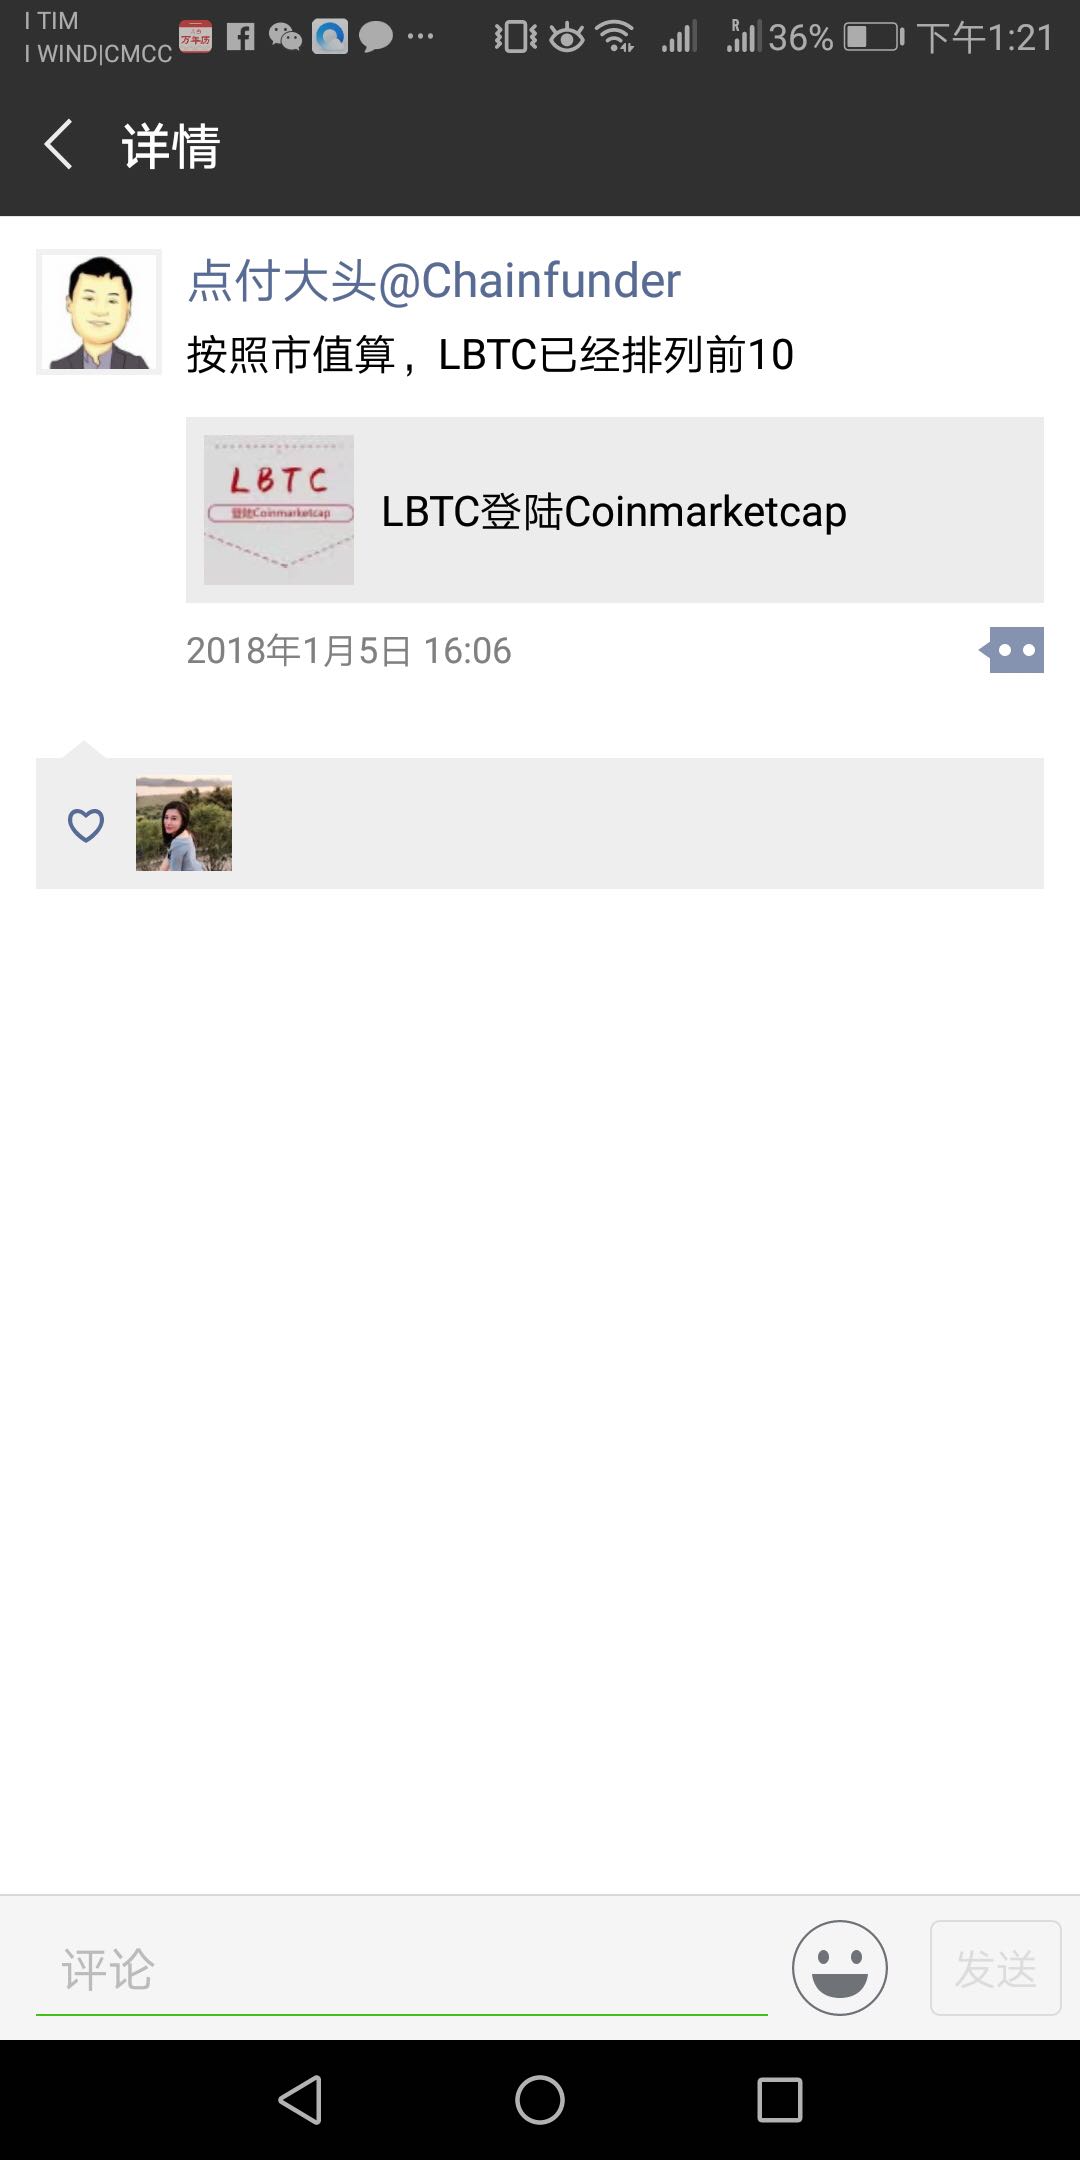 I TIM
I WIND|CMCC
万年历
36%
下午1:21
详情
点付大头@Chainfunder
按照市值算，LBTC已经排列前10
LBTC
登陆Coinmarketcap
LBTC登陆Coinmarketcap
2018年1月5日 16:06
评论
发送